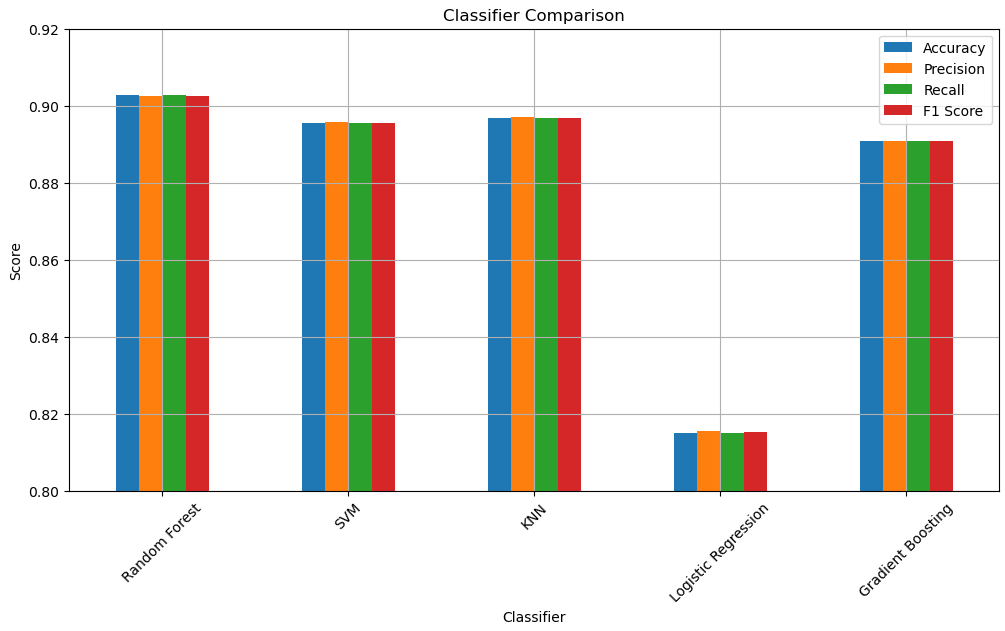 Classifier Comparison
Accuracy
Precision
Recall
F1 Score
0.92
0.90
0.88
0.86
0.84
0.82
0.80
Score
Random Forest
SVM
KNN
Logistic Regression
Gradient Boosting
Classifier